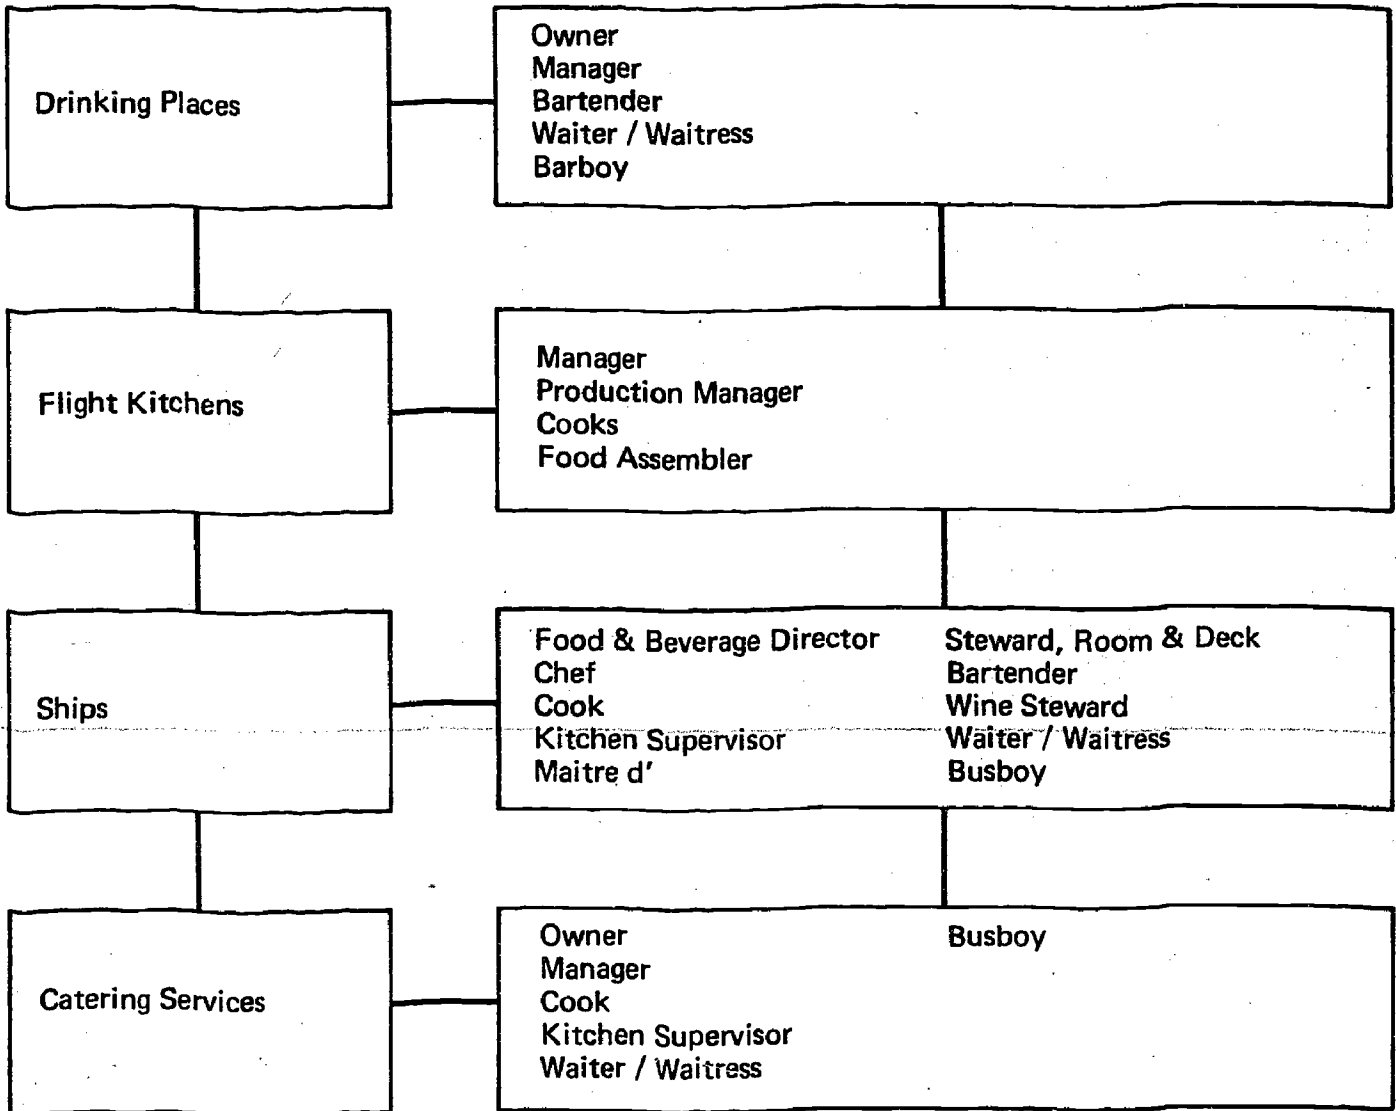 Drinking Places
Owner
Manager
Bartender
Waiter / Waitress
Barboy
Flight Kitchens
Manager
Production Manager
Cooks
Food Assembler
Ships
Food & Beverage Director
Chef
Cook
Kitchen Supervisor
Maitre d'
Steward, Room & Deck
Bartender
Wine Steward
Waiter / Waitress
Busboy
Catering Services
Owner
Manager
Cook
Kitchen Supervisor
Waiter / Waitress
Busboy